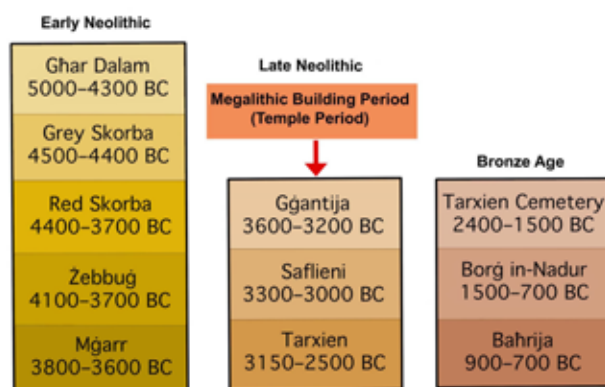 Early Neolithic
Għar Dalam
5000–4300 BC
Grey Skorba
4500–4400 BC
Red Skorba
4400–3700 BC
Żebbuġ
4100–3700 BC
Mġarr
3800–3600 BC
Late Neolithic
Megalithic Building Period
(Temple Period)
Ġgantija
3600–3200 BC
Saflieni
3300–3000 BC
Tarxien
3150–2500 BC
Bronze Age
Tarxien Cemetery
2400–1500 BC
Borġ in-Nadur
1500–700 BC
Baħrija
900–700 BC